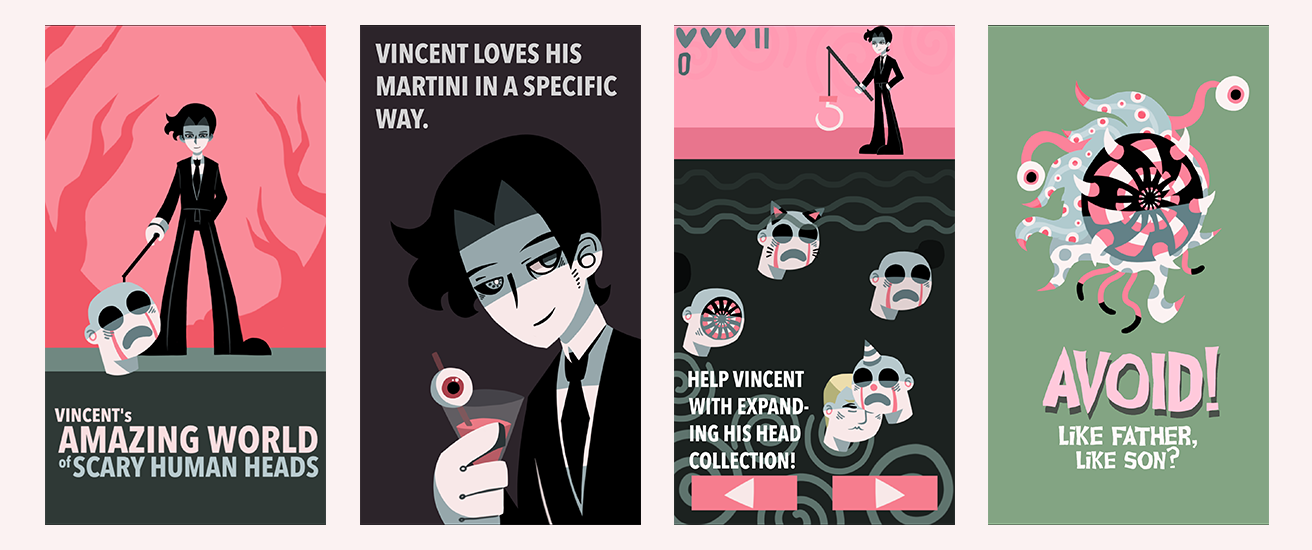 VINCENT's
AMAZING WORLD
of SCARY HUMAN HEADS
VINCENT LOVES HIS
MARTINI IN A SPECIFIC
WAY.
0
HELP VINCENT
WITH EXPAND-
ING HIS HEAD
COLLECTION!
AVOID!
LIKE FATHER,
LIKE SON?